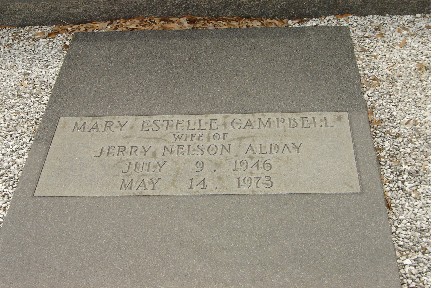 MARY ESTELLE CAMPBELL
WIFE OF
JERRY NELSON ALDAY
JULY 9, 1946
MAY 14, 1973